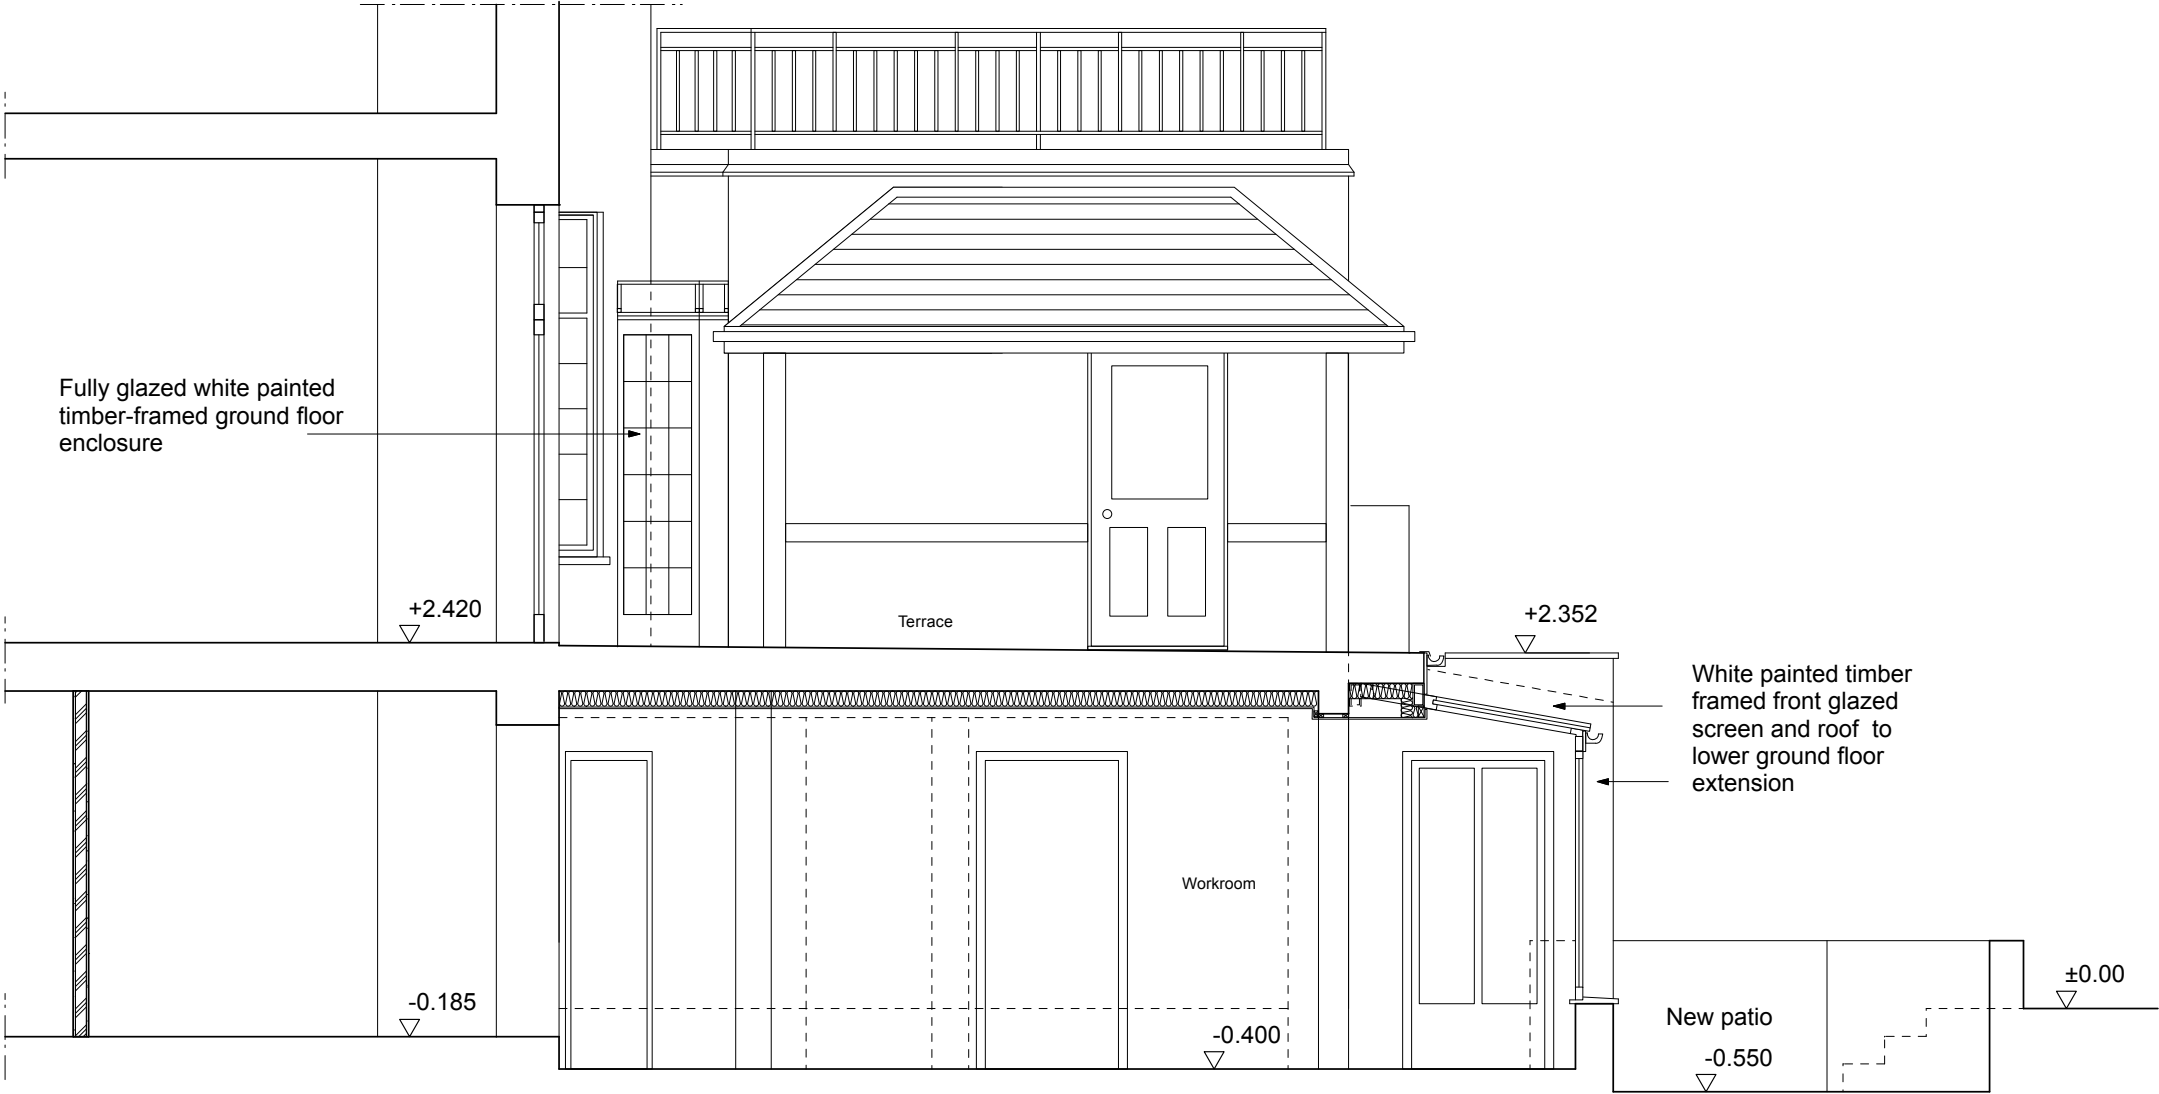 Fully glazed white painted
timber-framed ground floor
enclosure
+2.420
Terrace
+2.352
White painted timber
framed front glazed
screen and roof to
lower ground floor
extension
Workroom
-0.185
-0.400
New patio
-0.550
±0.00